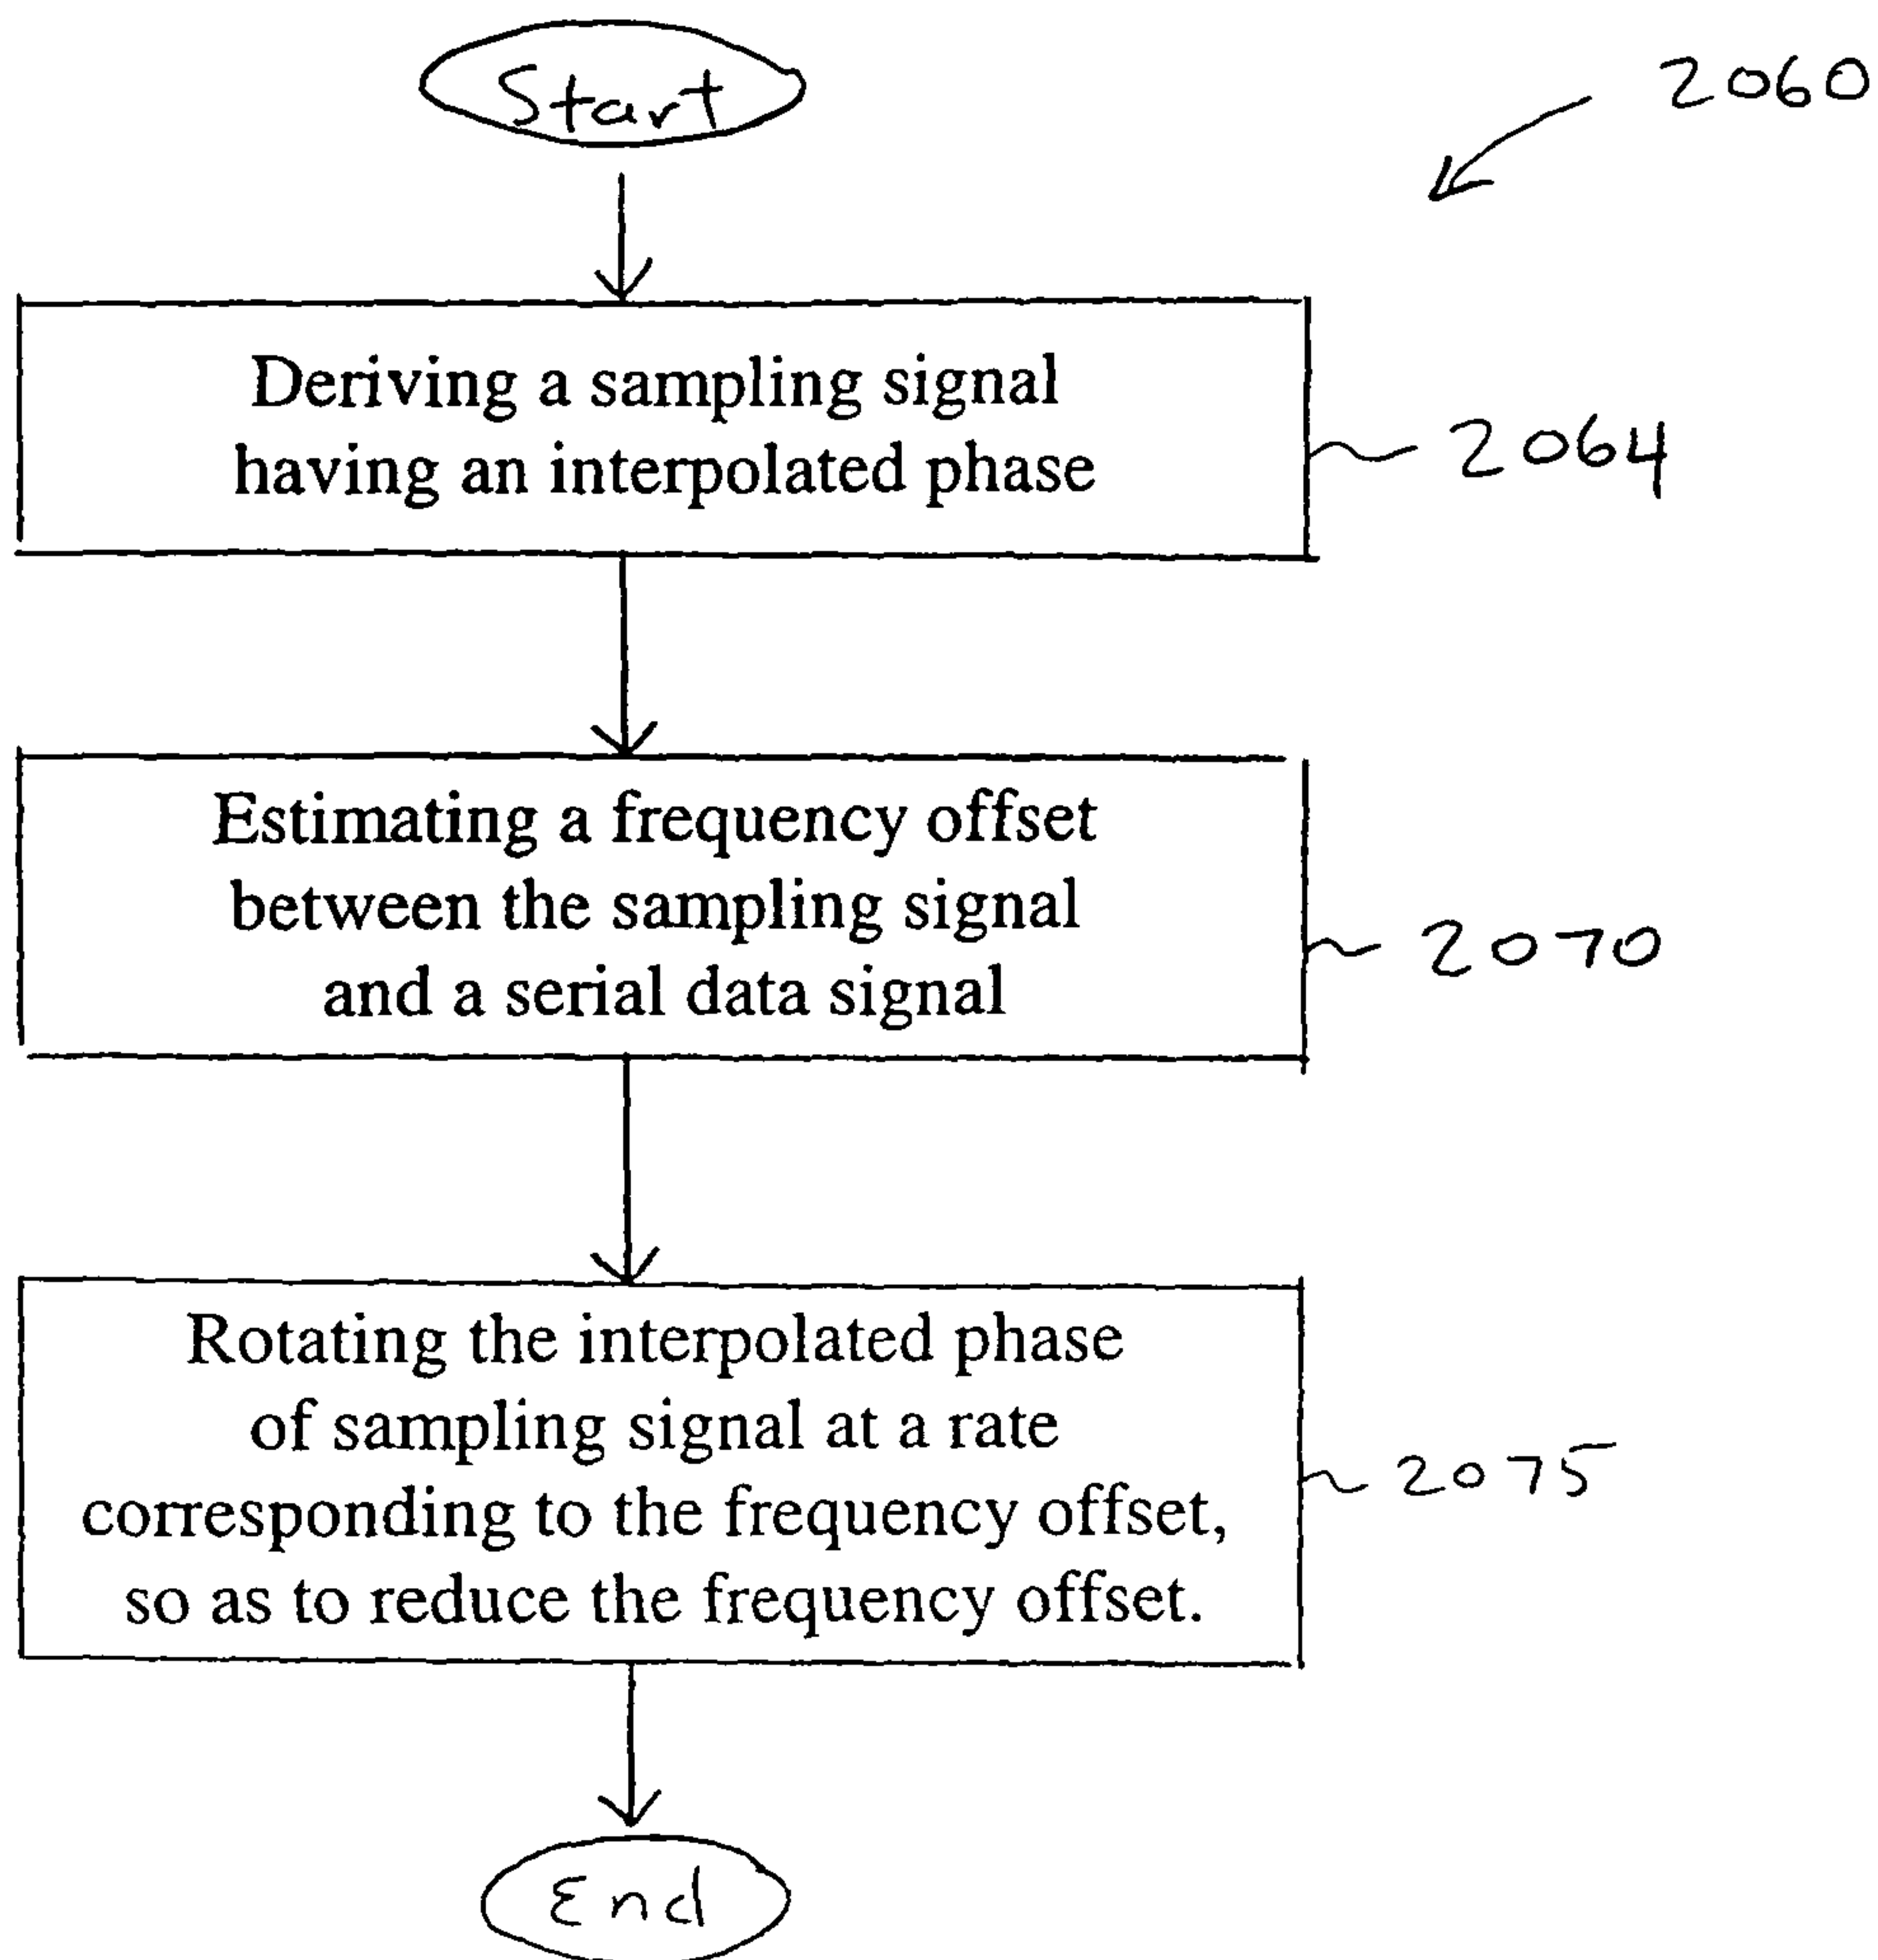 Start
2060
Deriving a sampling signal
having an interpolated phase
2064
Estimating a frequency offset
between the sampling signal
and a serial data signal
2070
Rotating the interpolated phase
of sampling signal at a rate
corresponding to the frequency offset,
so as to reduce the frequency offset.
2075
End